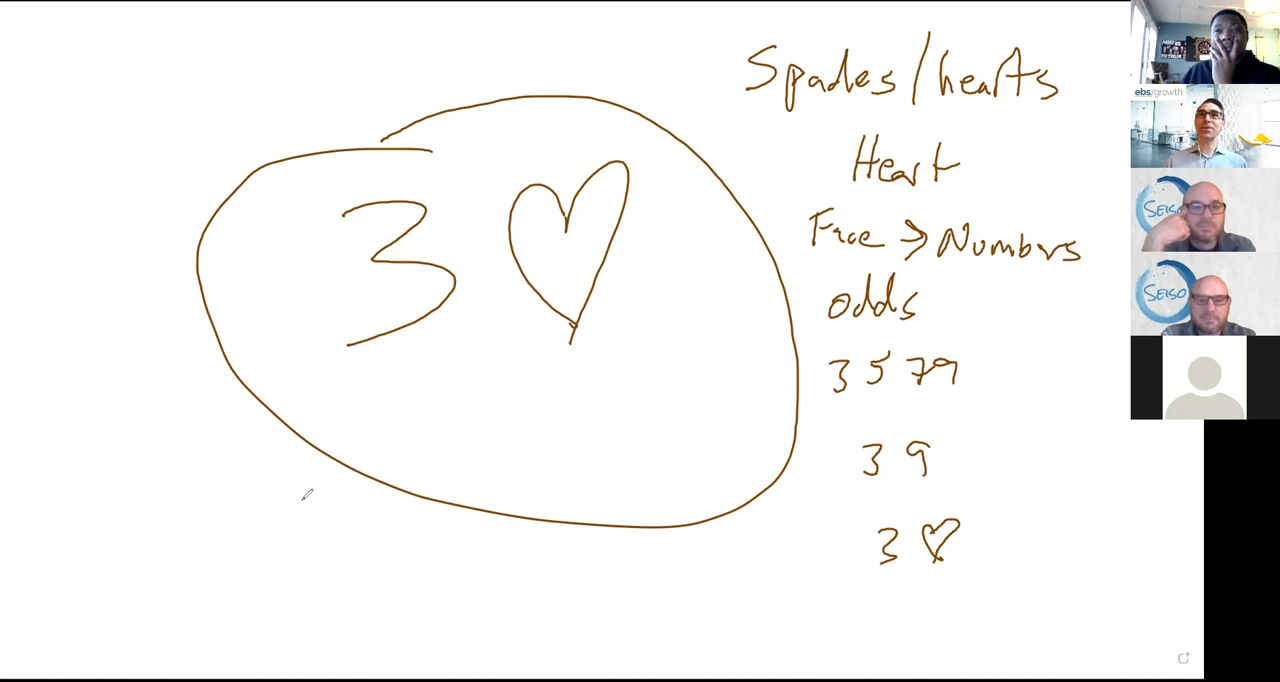 Spades/hearts
Heart
Face → Numbers
odds
3 5 7 9
3 9
3 ♡
3 ♡
ebs/growth
SEISO
SEISO